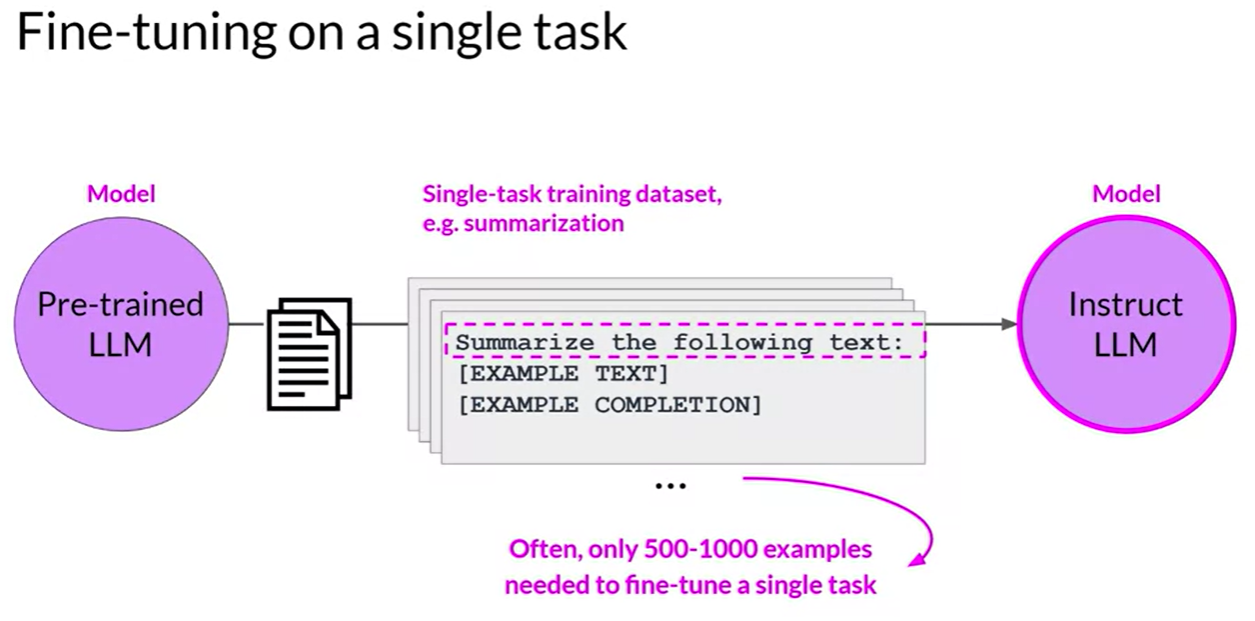 Fine-tuning on a single task
Model
Pre-trained
LLM
Single-task training dataset,
e.g. summarization
Summarize the following text:
[EXAMPLE TEXT]
[EXAMPLE COMPLETION]
...
Often, only 500-1000 examples
needed to fine-tune a single task
Model
Instruct
LLM